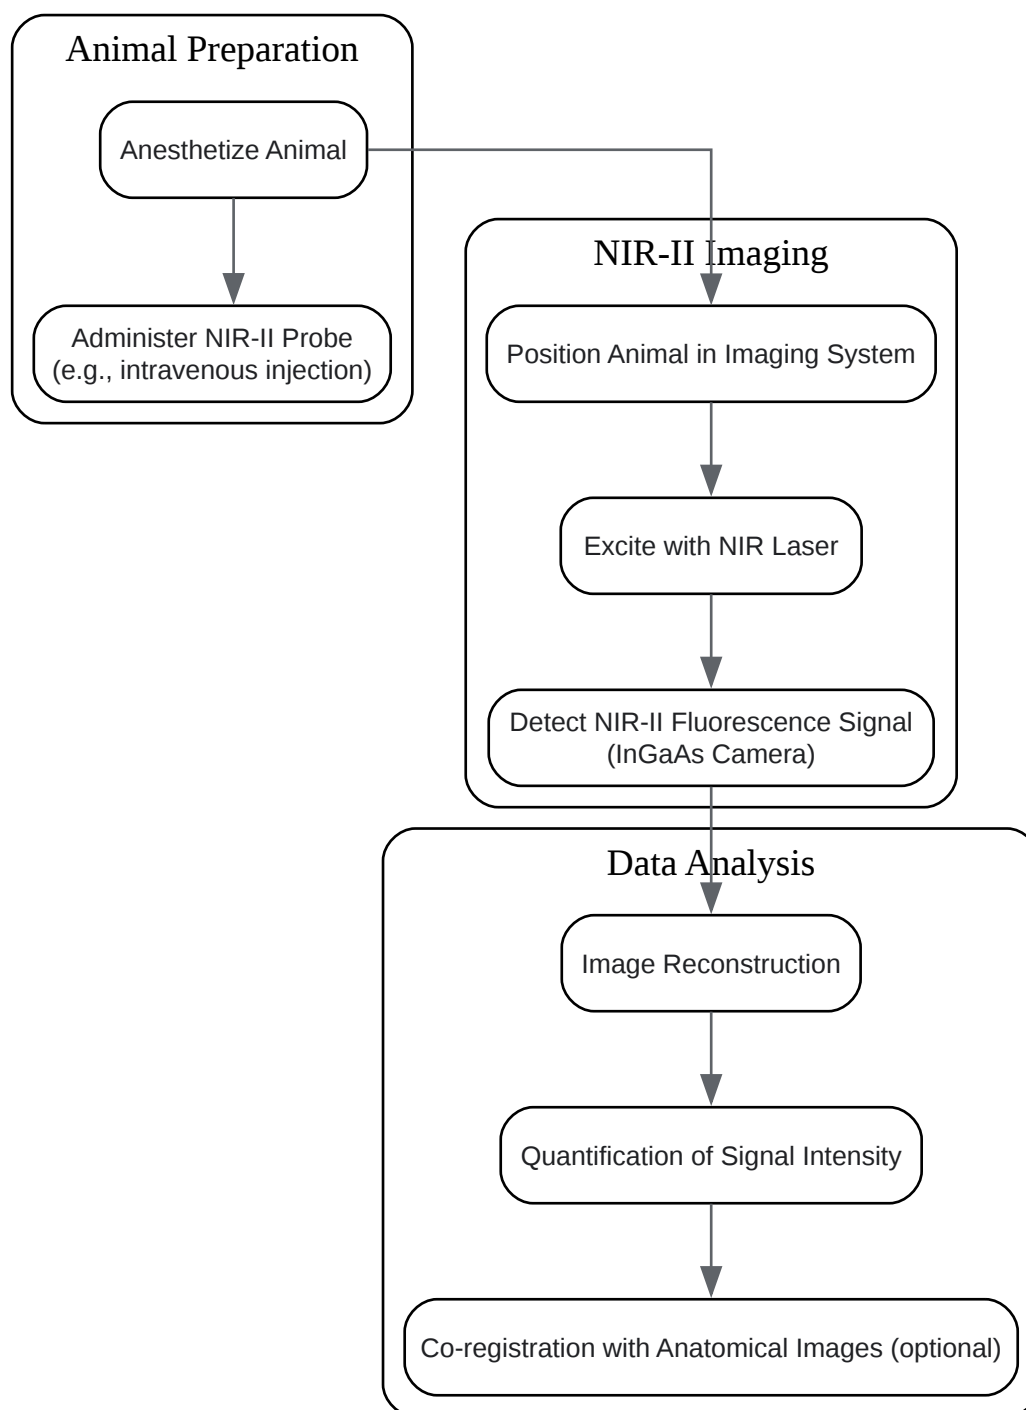 Animal Preparation
Anesthetize Animal
Administer NIR-II Probe
(e.g., intravenous injection)
NIR-II Imaging
Position Animal in Imaging System
Excite with NIR Laser
Detect NIR-II Fluorescence Signal
(InGaAs Camera)
Data Analysis
Image Reconstruction
Quantification of Signal Intensity
Co-registration with Anatomical Images (optional)